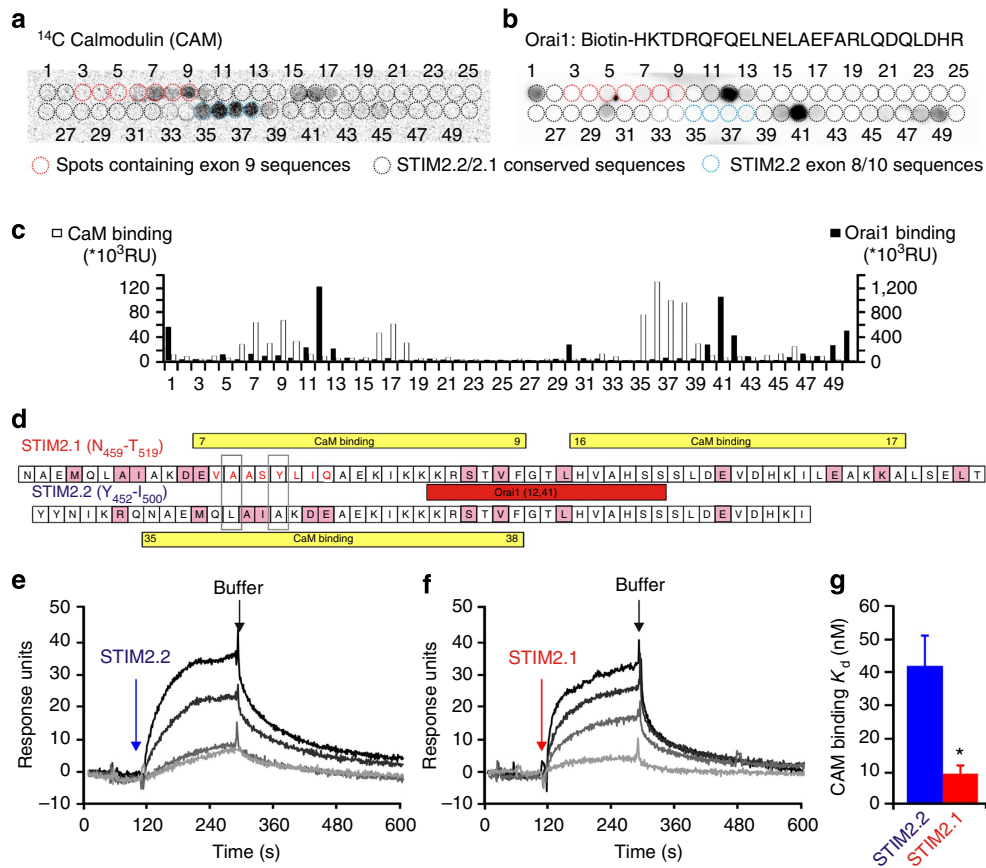 a
¹⁴C Calmodulin (CAM)
1 3 5 7 9 11 13 15 17 19 21 23 25
27 29 31 33 35 37 39 41 43 45 47 49
b
Orai1: Biotin-HKTDRQFQELNELAEFARLQDQLDHR
1 3 5 7 9 11 13 15 17 19 21 23 25
27 29 31 33 35 37 39 41 43 45 47 49
Spots containing exon 9 sequences
STIM2.2/2.1 conserved sequences
STIM2.2 exon 8/10 sequences
c
CaM binding
(*10³RU)
Orai1 binding
(*10³RU)
120
80
40
0
1,200
800
400
0
1 3 5 7 9 11 13 15 17 19 21 23 25 27 29 31 33 35 37 39 41 43 45 47 49
d
7 CaM binding 9
16 CaM binding 17
STIM2.1 (N₄₅₉-T₅₁₉)
NAEMQLAIAKDEVAASYLIQAEKIKKKRSTVFGTLHVAHSSSLDEVDHKILEAKKALSELT
STIM2.2 (Y₄₅₂-I₅₀₀)
Orai1 (12,41)
YYNIKRQNAEMQLAIAKDEAEKIKKKRSTVFGTLHVAHSSSLDEVDHKI
35 CaM binding 38
e
Buffer
STIM2.2
Response units
50
40
30
20
10
0
−10
0 120 240 360 480 600
Time (s)
f
Buffer
STIM2.1
Response units
50
40
30
20
10
0
−10
0 120 240 360 480 600
Time (s)
g
CAM binding Kd (nM)
60
50
40
30
20
10
0
*
STIM2.2
STIM2.1